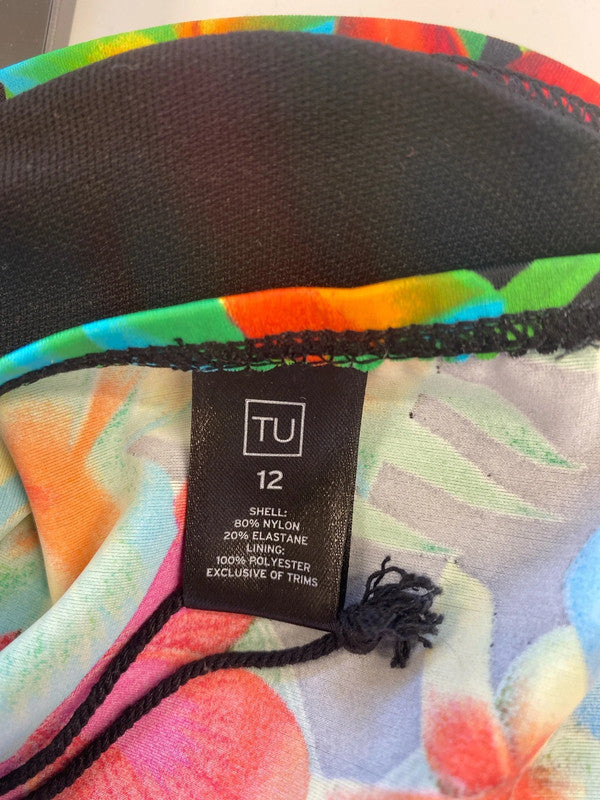 TU
12
SHELL:
80% NYLON
20% ELASTANE
LINING:
100% POLYESTER
EXCLUSIVE OF TRIMS